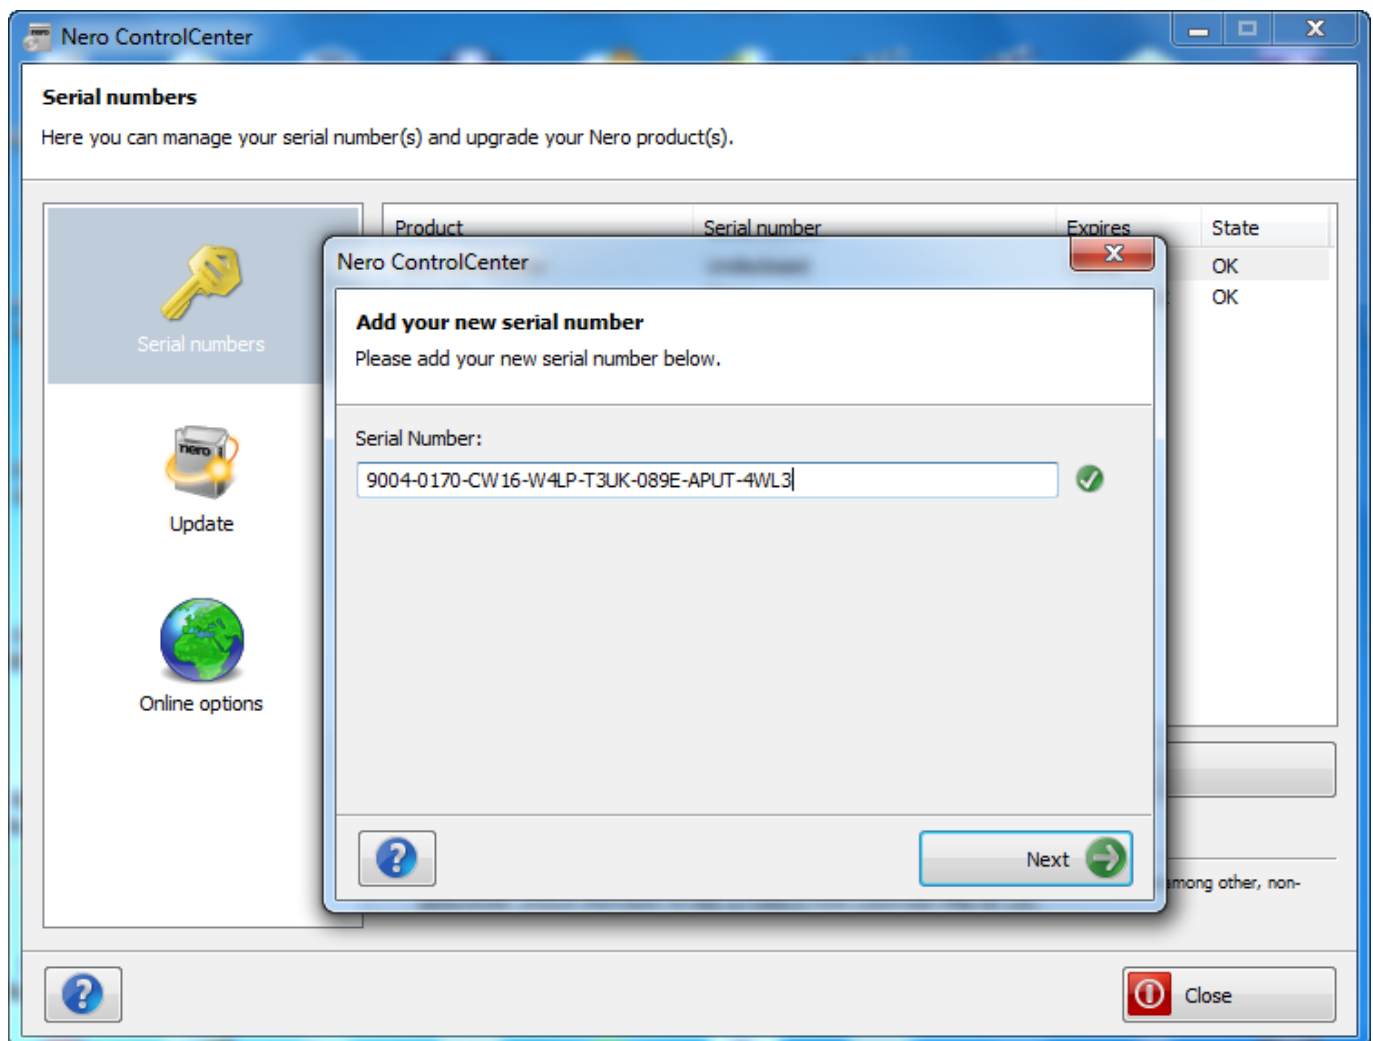 Nero ControlCenter
Serial numbers
Here you can manage your serial number(s) and upgrade your Nero product(s).
Product Serial number Expires State
OK
OK
Serial numbers
Update
Online options
Nero ControlCenter
Add your new serial number
Please add your new serial number below.
Serial Number:
9004-0170-CW16-W4LP-T3UK-089E-APUT-4WL3
Next
among other, non-
Close